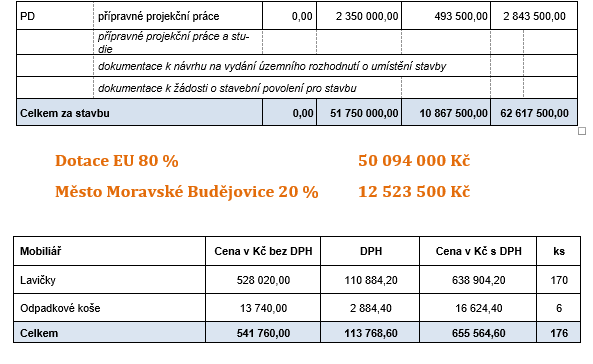 PD přípravné projekční práce 0,00 2 350 000,00 493 500,00 2 843 500,00
přípravné projekční práce a stu-
die
dokumentace k návrhu na vydání územního rozhodnutí o umístění stavby
dokumentace k žádosti o stavební povolení pro stavbu
Celkem za stavbu 0,00 51 750 000,00 10 867 500,00 62 617 500,00
Dotace EU 80 % 50 094 000 Kč
Město Moravské Budějovice 20 % 12 523 500 Kč
Mobiliář Cena v Kč bez DPH DPH Cena v Kč s DPH ks
Lavičky 528 020,00 110 884,20 638 904,20 170
Odpadkové koše 13 740,00 2 884,40 16 624,40 6
Celkem 541 760,00 113 768,60 655 564,60 176